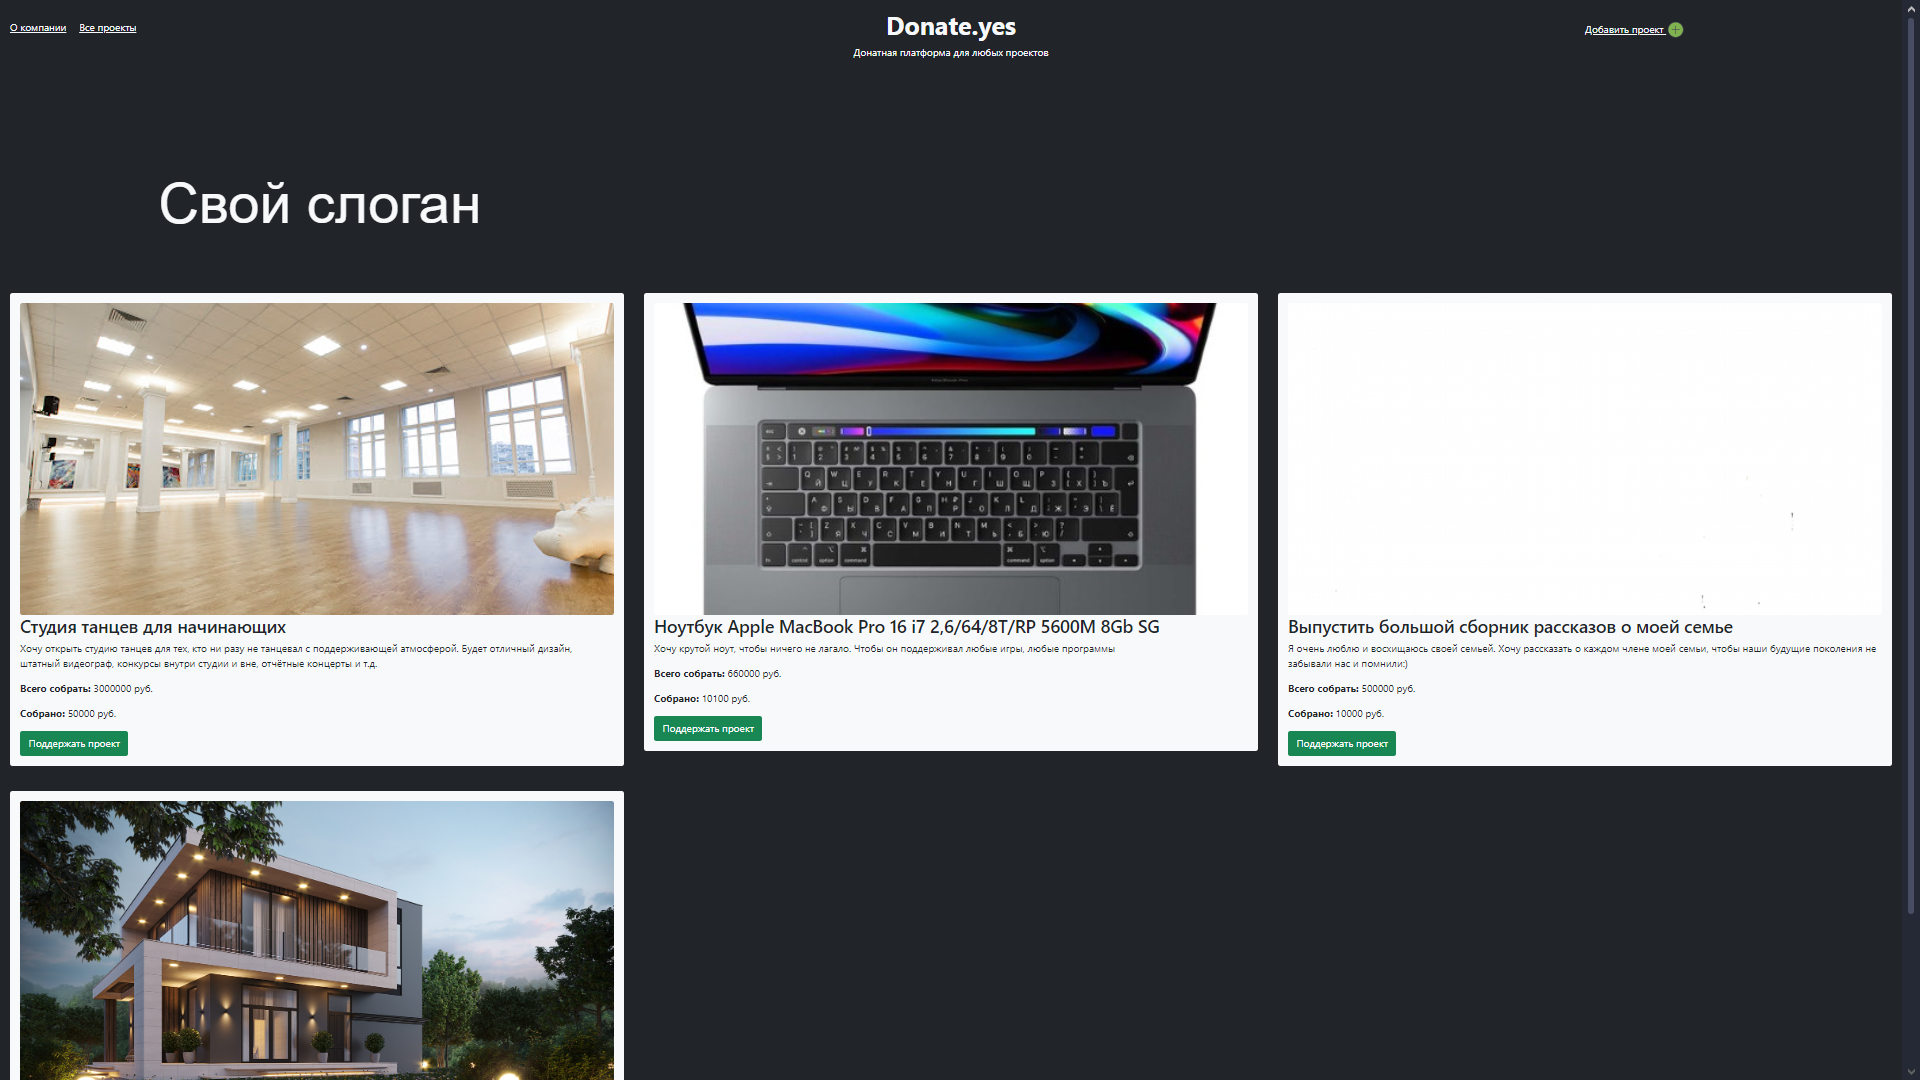 О компании
Все проекты
Donate.yes
Донатная платформа для любых проектов
Добавить проект
Свой слоган
Студия танцев для начинающих
Хочу открыть студию танцев для тех, кто ни разу не танцевал с поддерживающей атмосферой. Будет отличный дизайн,
штатный видеограф, конкурсы внутри студии и вне, отчётные концерты и т.д.
Всего собрать: 3000000 руб.
Собрано: 50000 руб.
Поддержать проект
Ноутбук Apple MacBook Pro 16 i7 2,6/64/8T/RP 5600M 8Gb SG
Хочу крутой ноут, чтобы ничего не лагало. Чтобы он поддерживал любые игры, любые программы
Всего собрать: 660000 руб.
Собрано: 10100 руб.
Поддержать проект
Выпустить большой сборник рассказов о моей семье
Я очень люблю и восхищаюсь своей семьей. Хочу рассказать о каждом члене моей семьи, чтобы наши будущие поколения не
забывали нас и помнили:)
Всего собрать: 500000 руб.
Собрано: 10000 руб.
Поддержать проект